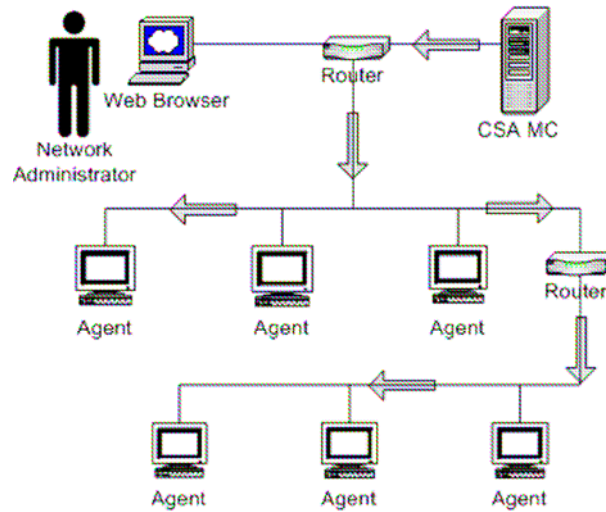 Web Browser
Router
CSA MC
Network
Administrator
Agent
Agent
Agent
Router
Agent
Agent
Agent